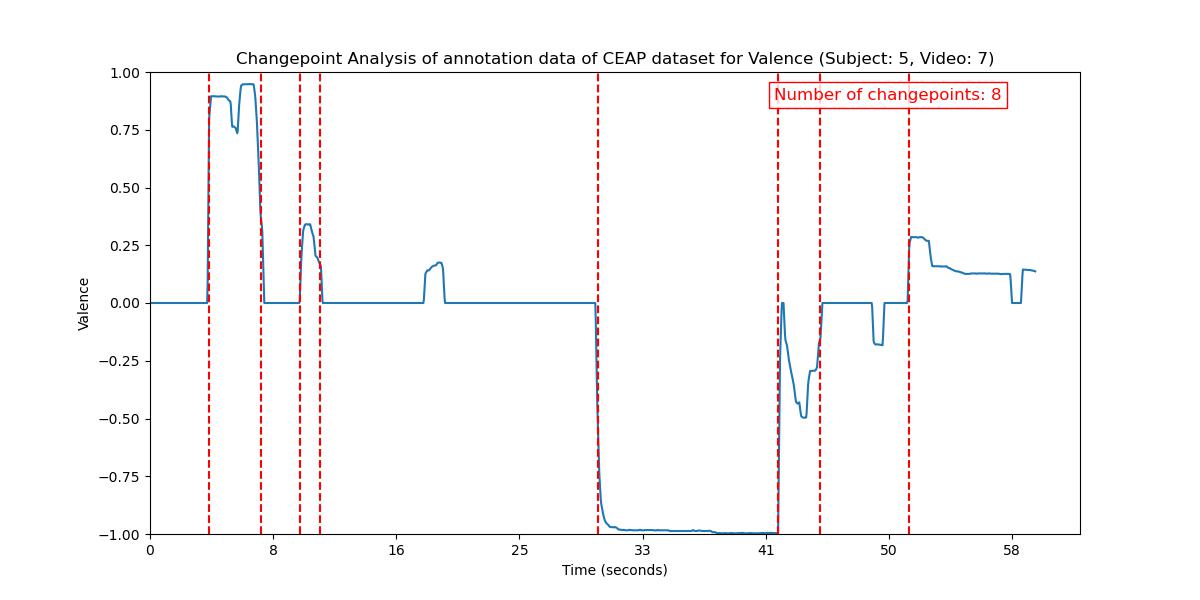 Changepoint Analysis of annotation data of CEAP dataset for Valence (Subject: 5, Video: 7)
Number of changepoints: 8
1.00
0.75
0.50
0.25
0.00
−0.25
−0.50
−0.75
−1.00
Valence
0 8 16 25 33 41 50 58
Time (seconds)